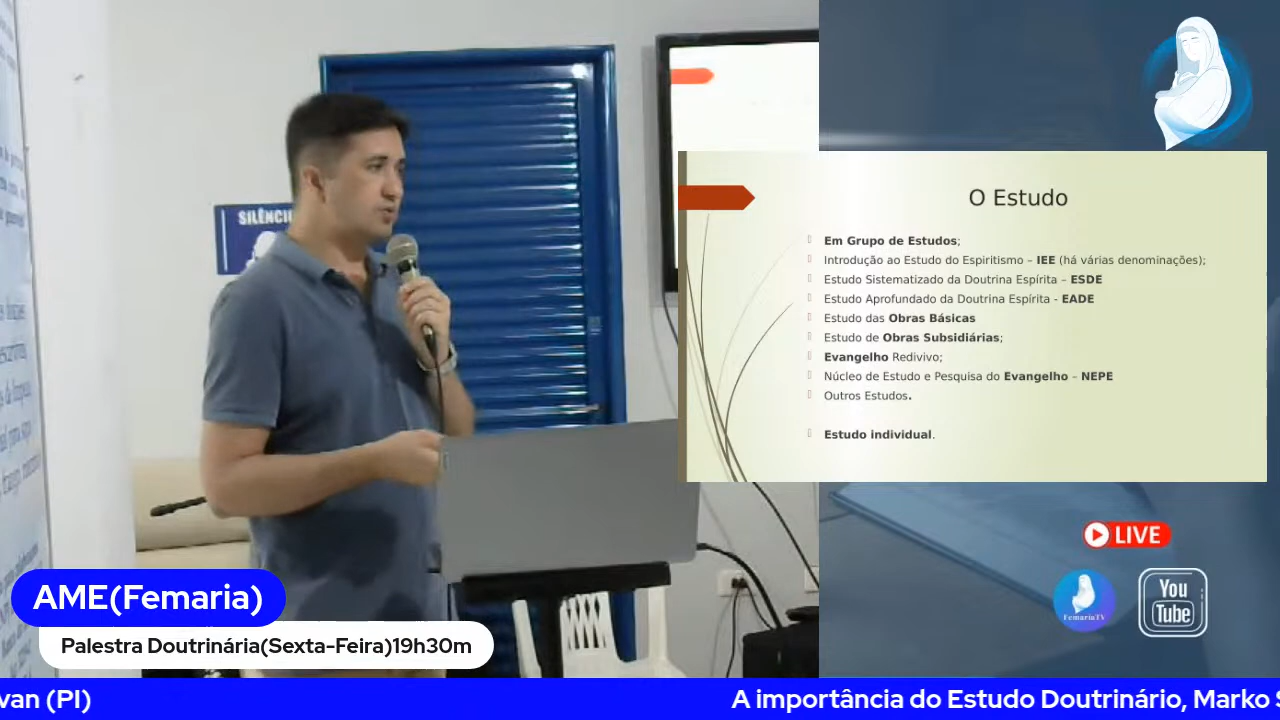 SILÊNCI
O Estudo
Em Grupo de Estudos;
Introdução ao Estudo do Espiritismo – IEE (há várias denominações);
Estudo Sistematizado da Doutrina Espírita – ESDE
Estudo Aprofundado da Doutrina Espírita - EADE
Estudo das Obras Básicas
Estudo de Obras Subsidiárias;
Evangelho Redivivo;
Núcleo de Estudo e Pesquisa do Evangelho – NEPE
Outros Estudos.
Estudo individual.
LIVE
FemariaTV
You
Tube
AME(Femaria)
Palestra Doutrinária(Sexta-Feira)19h30m
van (PI)
A importância do Estudo Doutrinário, Marko S